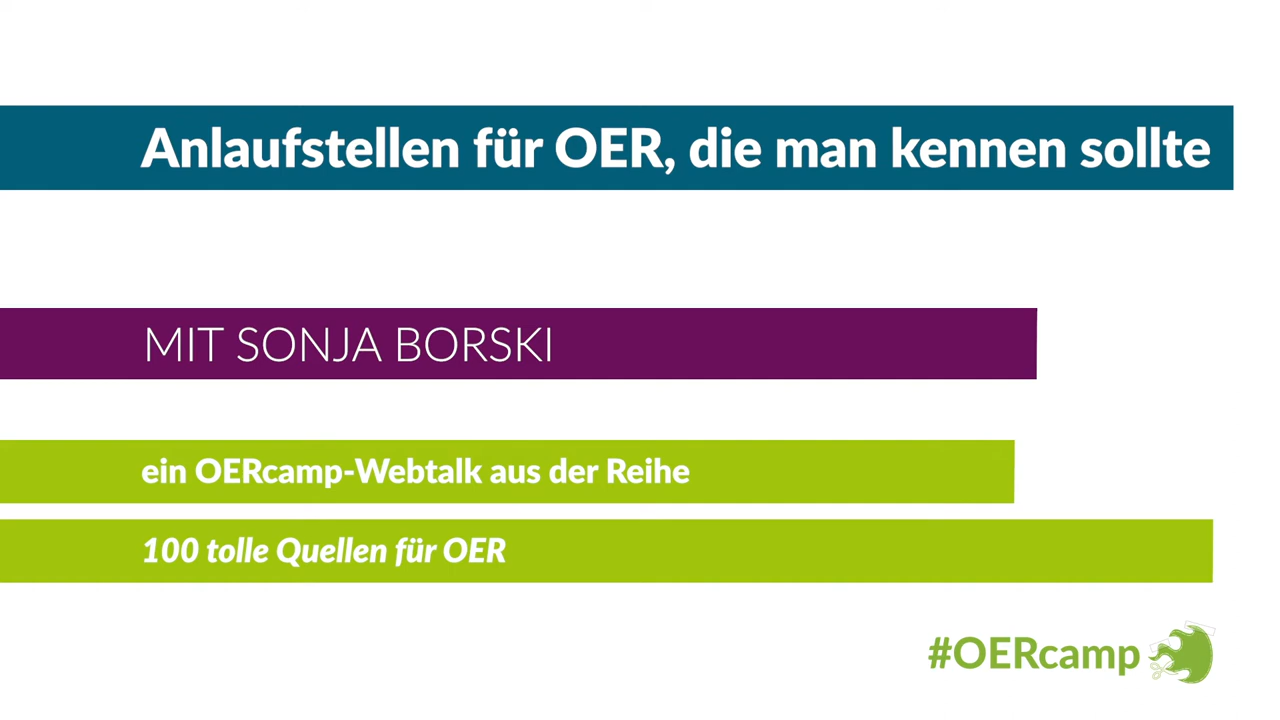 Anlaufstellen für OER, die man kennen sollte
MIT SONJA BORSKI
ein OERcamp-Webtalk aus der Reihe
100 tolle Quellen für OER
#OERcamp